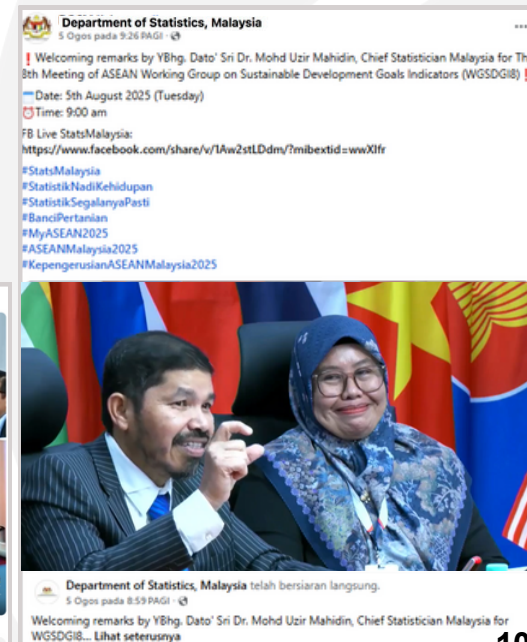 Department of Statistics, Malaysia
5 Ogos pada 9:26 PAGI ·
❗Welcoming remarks by YBhg. Dato' Sri Dr. Mohd Uzir Mahidin, Chief Statistician Malaysia for Th
8th Meeting of ASEAN Working Group on Sustainable Development Goals Indicators (WGSDGI8)❗
🗓️Date: 5th August 2025 (Tuesday)
⏰Time: 9:00 am
FB Live StatsMalaysia:
https://www.facebook.com/share/v/1Aw2stLDdm/?mibextid=wwXIfr
#StatsMalaysia
#StatistikNadiKehidupan
#StatistikSegalanyaPasti
#BanciPertanian
#MyASEAN2025
#ASEANMalaysia2025
#KepengerusianASEANMalaysia2025
Department of Statistics, Malaysia telah bersiaran langsung.
5 Ogos pada 8:59 PAGI ·
Welcoming remarks by YBhg. Dato' Sri Dr. Mohd Uzir Mahidin, Chief Statistician Malaysia for
WGSDGI8... Lihat seterusnya
10